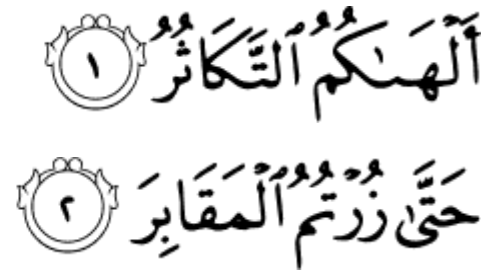 أَلْهَىٰكُمُ ٱلتَّكَاثُرُ ١
حَتَّىٰ زُرْتُمُ ٱلْمَقَابِرَ ٢